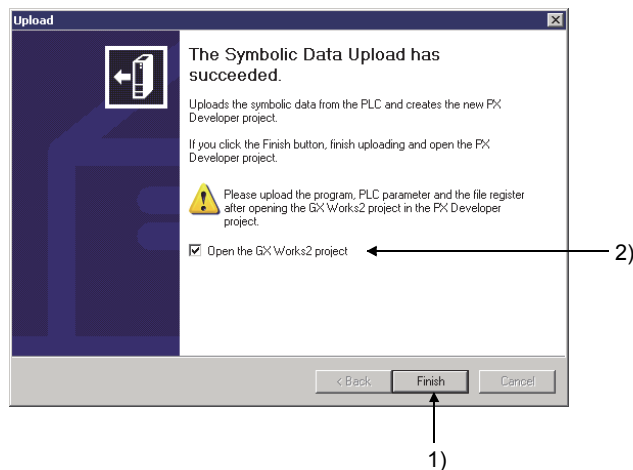 Upload
The Symbolic Data Upload has
succeeded.
Uploads the symbolic data from the PLC and creates the new PX
Developer project.
If you click the Finish button, finish uploading and open the PX
Developer project.
Please upload the program, PLC parameter and the file register
after opening the GX Works2 project in the PX Developer
project.
Open the GX Works2 project
2)
< Back
Finish
Cancel
1)